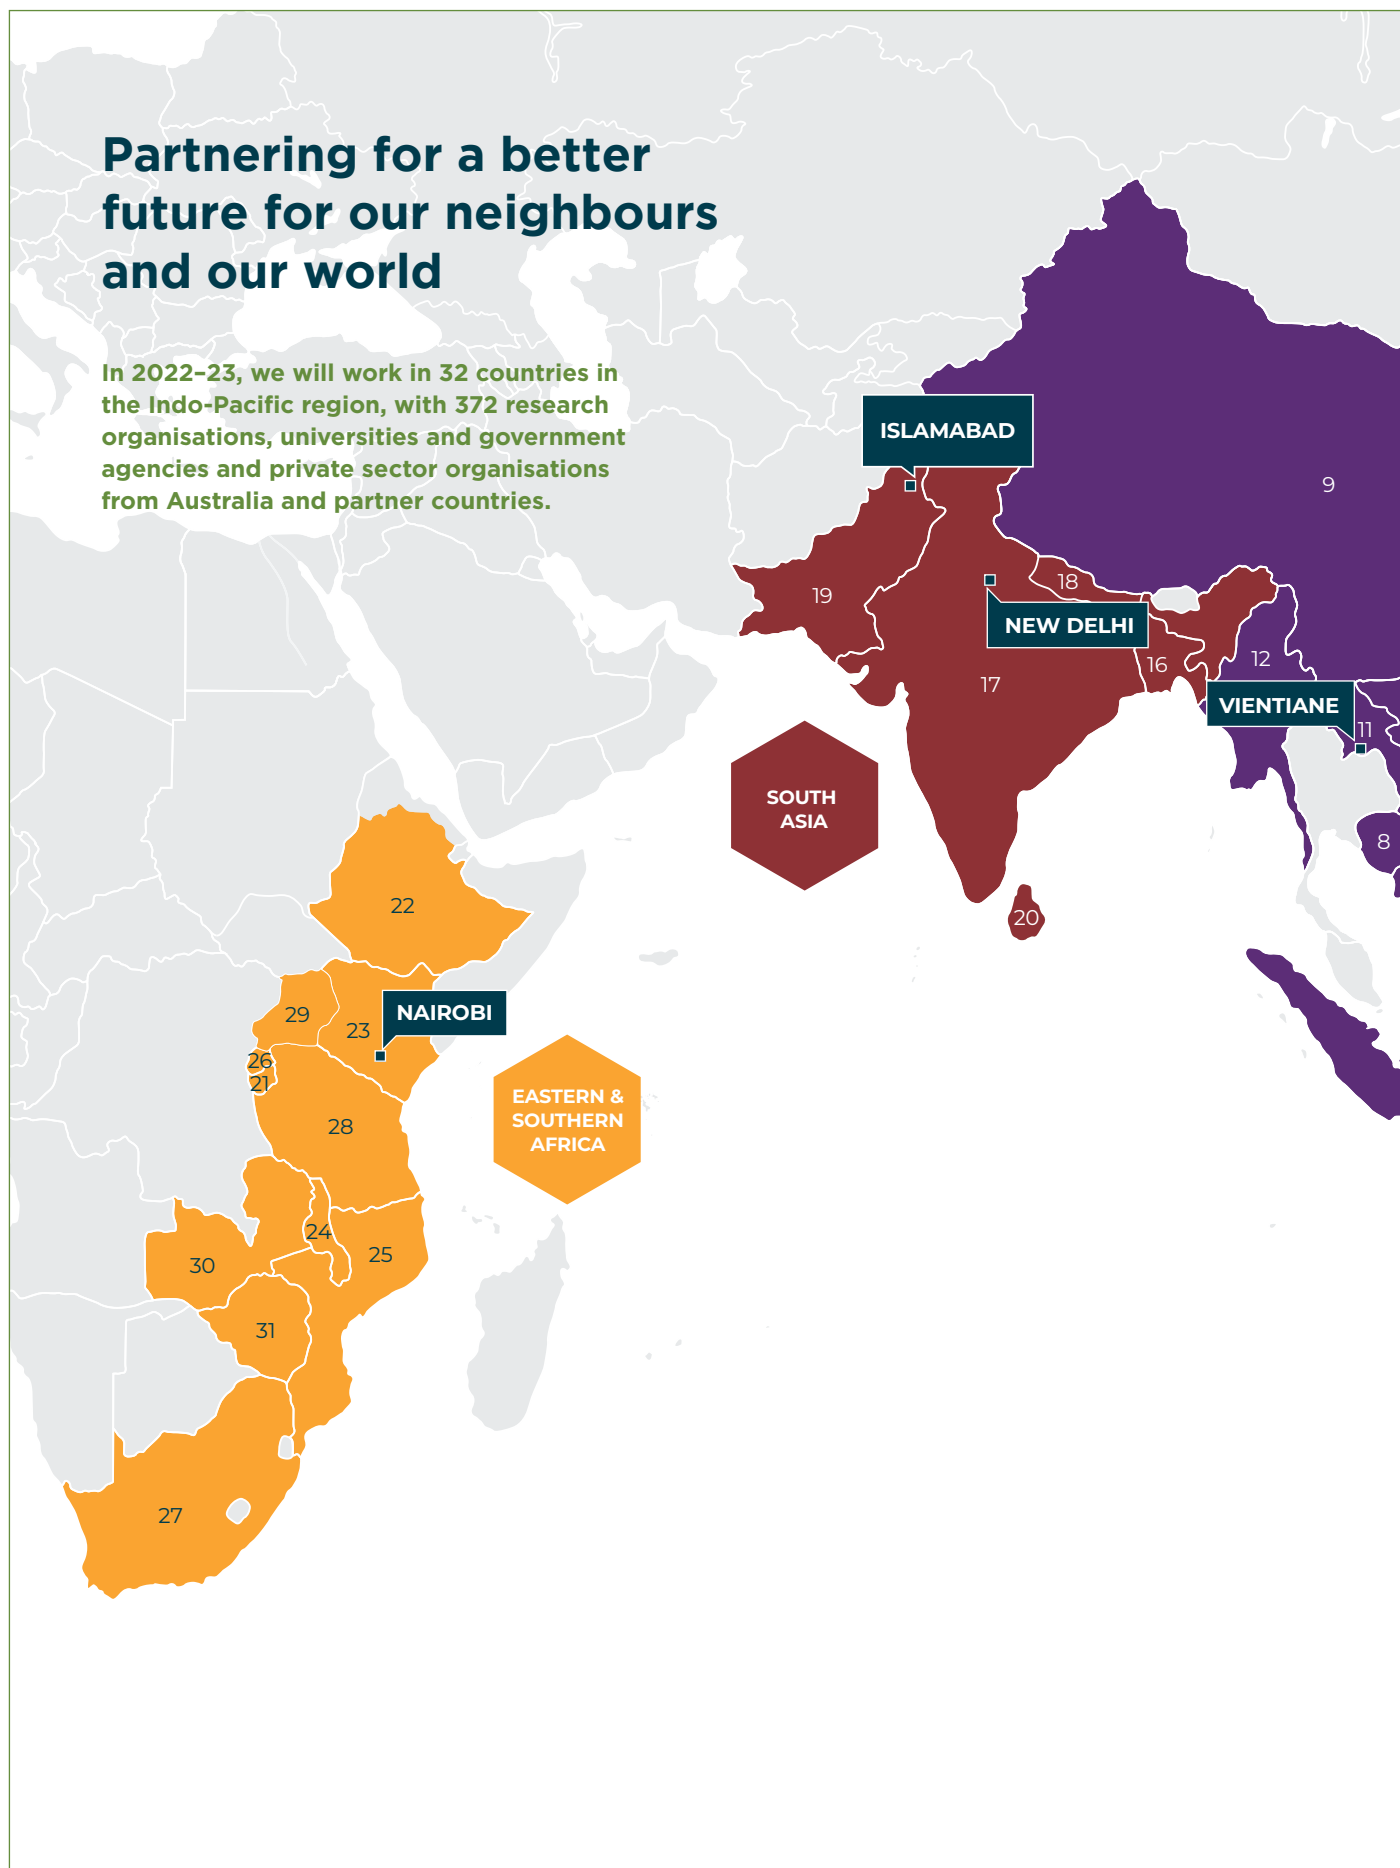 Partnering for a better
future for our neighbours
and our world
In 2022–23, we will work in 32 countries in
the Indo-Pacific region, with 372 research
organisations, universities and government
agencies and private sector organisations
from Australia and partner countries.
ISLAMABAD
9
18
19
NEW DELHI
16
12
17
VIENTIANE
11
SOUTH
ASIA
8
22
20
NAIROBI
29
23
26
21
EASTERN &
SOUTHERN
AFRICA
28
24
25
30
31
27